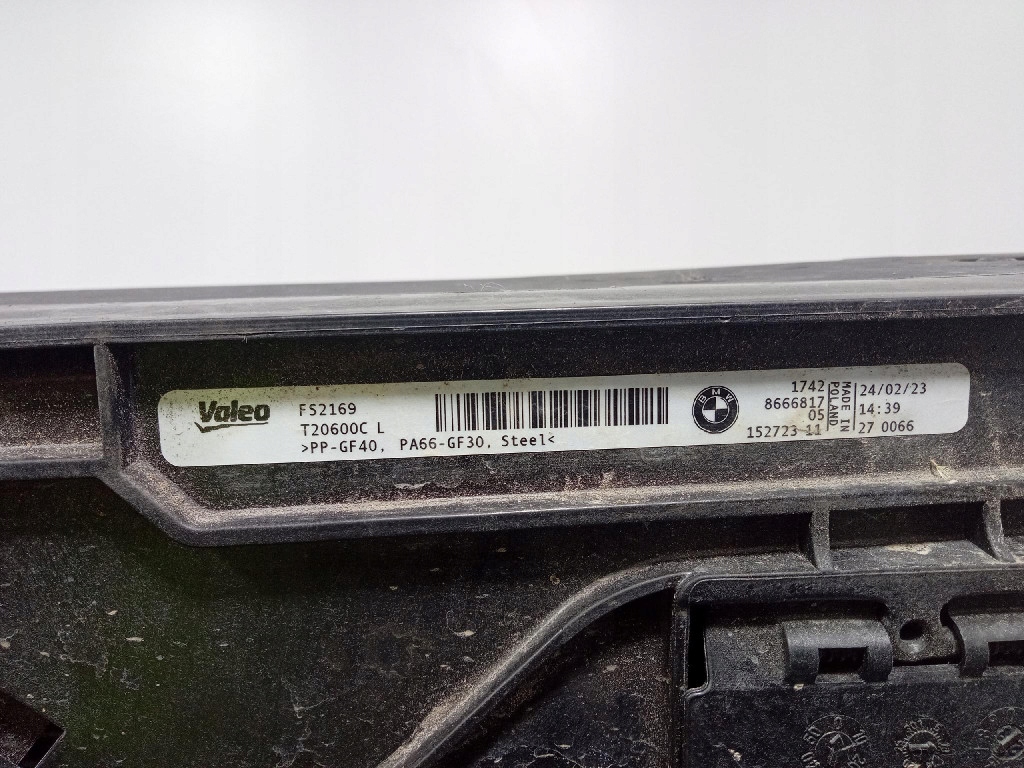 Valeo
F52169
T20600C L
>PP-GF40, PA66-GF30, Steel<
BMW
1742
8666817
05
152723 11
MADE IN
POLAND
24/02/23
14:39
27 0066